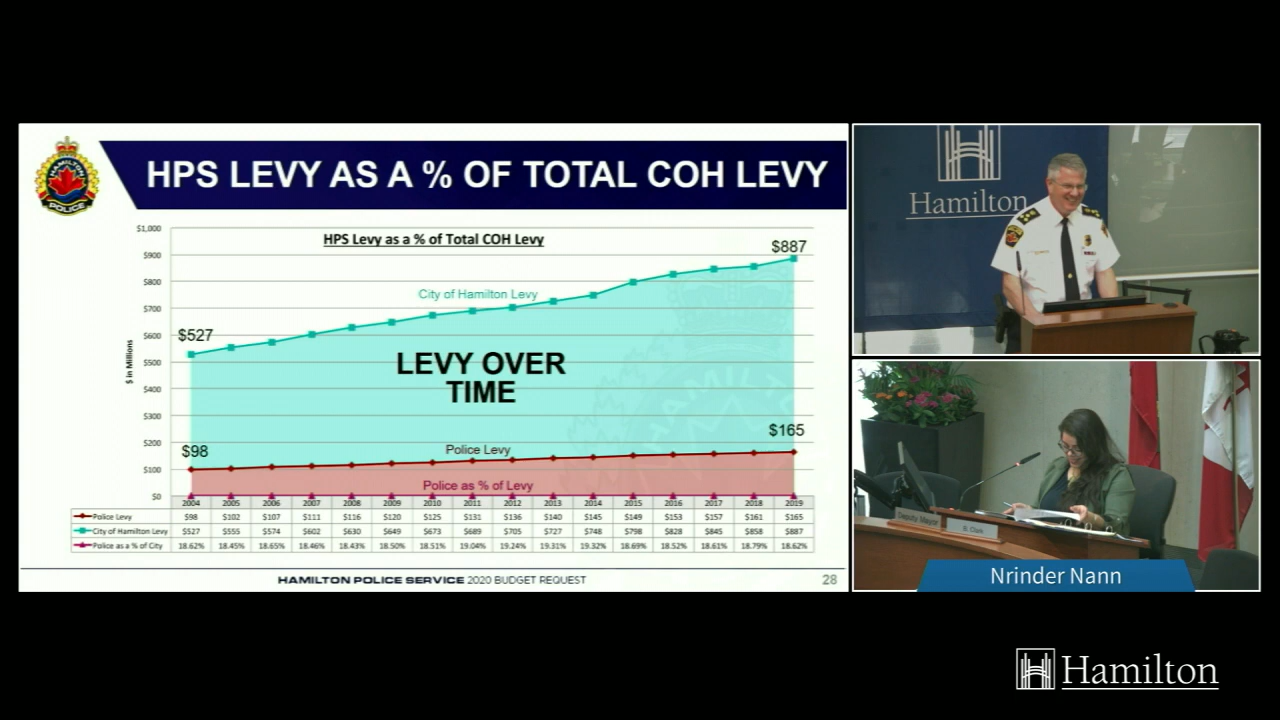 HAMILTON
POLICE
HPS LEVY AS A % OF TOTAL COH LEVY
HPS Levy as a % of Total COH Levy
$ in Millions
$1,000
$900
$800
$700
$600
$500
$400
$300
$200
$100
$0
$527
City of Hamilton Levy
$887
LEVY OVER
TIME
$98
Police Levy
$165
Police as % of Levy
2004 2005 2006 2007 2008 2009 2010 2011 2012 2013 2014 2015 2016 2017 2018 2019
Police Levy $98 $102 $107 $111 $116 $120 $125 $131 $136 $140 $145 $149 $153 $157 $161 $165
City of Hamilton Levy $527 $555 $574 $602 $630 $649 $673 $689 $705 $727 $748 $798 $828 $845 $858 $887
Police as a % of City 18.62% 18.45% 18.65% 18.46% 18.43% 18.50% 18.51% 19.04% 19.24% 19.31% 19.32% 18.69% 18.52% 18.61% 18.79% 18.62%
HAMILTON POLICE SERVICE 2020 BUDGET REQUEST
28
Hamilton
Deputy Mayor
B. Clark
Nrinder Nann
Hamilton